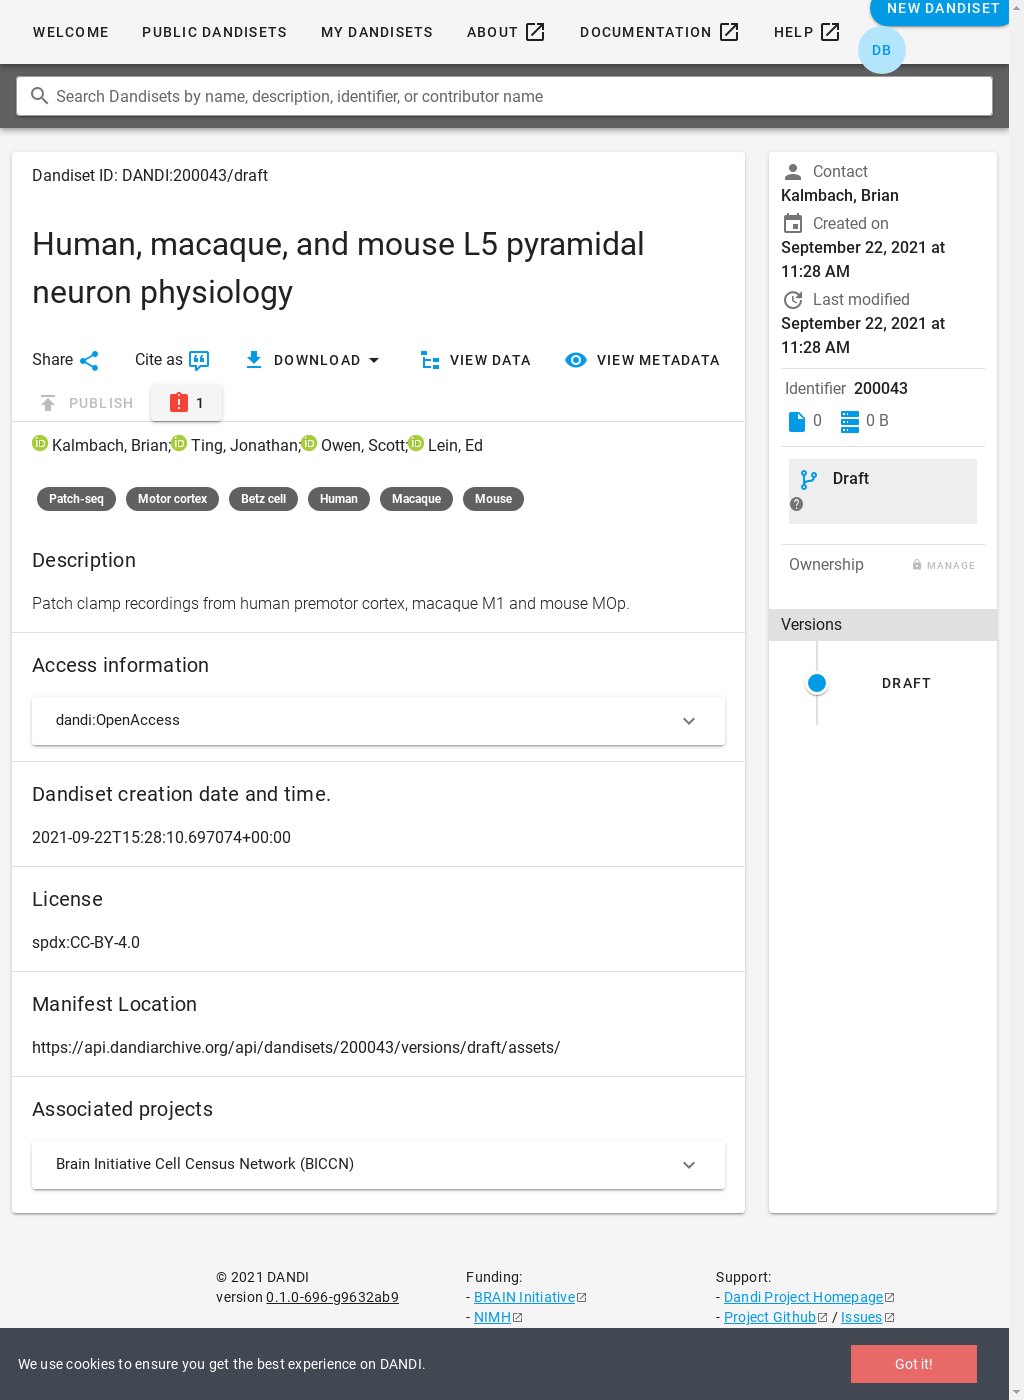 WELCOME PUBLIC DANDISETS MY DANDISETS ABOUT DOCUMENTATION HELP NEW DANDISET
DB
Search Dandisets by name, description, identifier, or contributor name
Dandiset ID: DANDI:200043/draft
Human, macaque, and mouse L5 pyramidal
neuron physiology
Share Cite as DOWNLOAD VIEW DATA VIEW METADATA
PUBLISH 1
Kalmbach, Brian; Ting, Jonathan; Owen, Scott; Lein, Ed
Patch-seq Motor cortex Betz cell Human Macaque Mouse
Description
Patch clamp recordings from human premotor cortex, macaque M1 and mouse MOp.
Access information
dandi:OpenAccess
Dandiset creation date and time.
2021-09-22T15:28:10.697074+00:00
License
spdx:CC-BY-4.0
Manifest Location
https://api.dandiarchive.org/api/dandisets/200043/versions/draft/assets/
Associated projects
Brain Initiative Cell Census Network (BICCN)
Contact
Kalmbach, Brian
Created on
September 22, 2021 at
11:28 AM
Last modified
September 22, 2021 at
11:28 AM
Identifier 200043
0 0 B
Draft
Ownership MANAGE
Versions
DRAFT
© 2021 DANDI
version 0.1.0-696-g9632ab9
Funding:
- BRAIN Initiative
- NIMH
Support:
- Dandi Project Homepage
- Project Github / Issues
We use cookies to ensure you get the best experience on DANDI.
Got it!